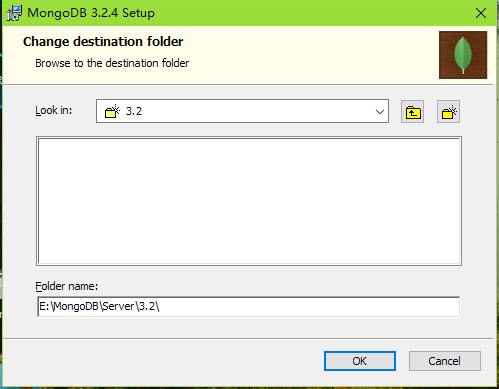 MongoDB 3.2.4 Setup
Change destination folder
Browse to the destination folder
Look in:
3.2
Folder name:
E:\MongoDB\Server\3.2\
OK
Cancel